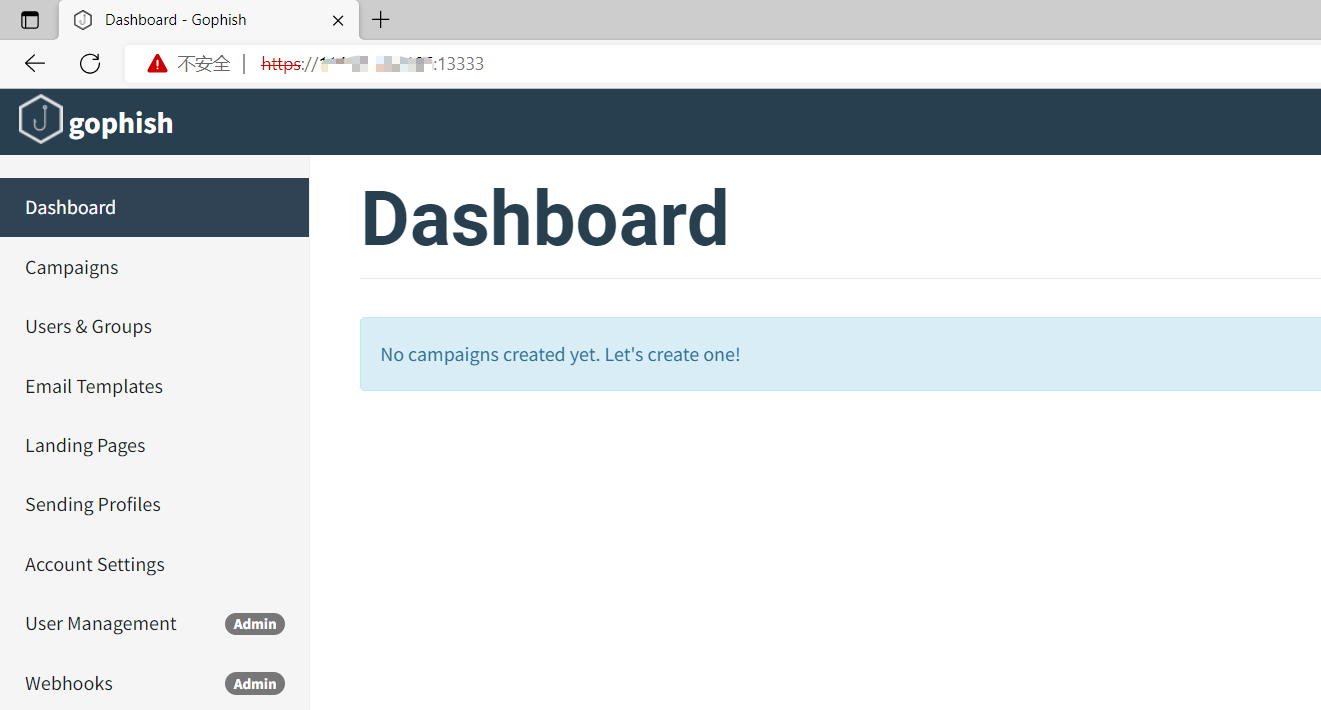 Dashboard - Gophish
不安全 | https://:13333
gophish
Dashboard
Dashboard
Campaigns
No campaigns created yet. Let's create one!
Users & Groups
Email Templates
Landing Pages
Sending Profiles
Account Settings
User Management Admin
Webhooks Admin